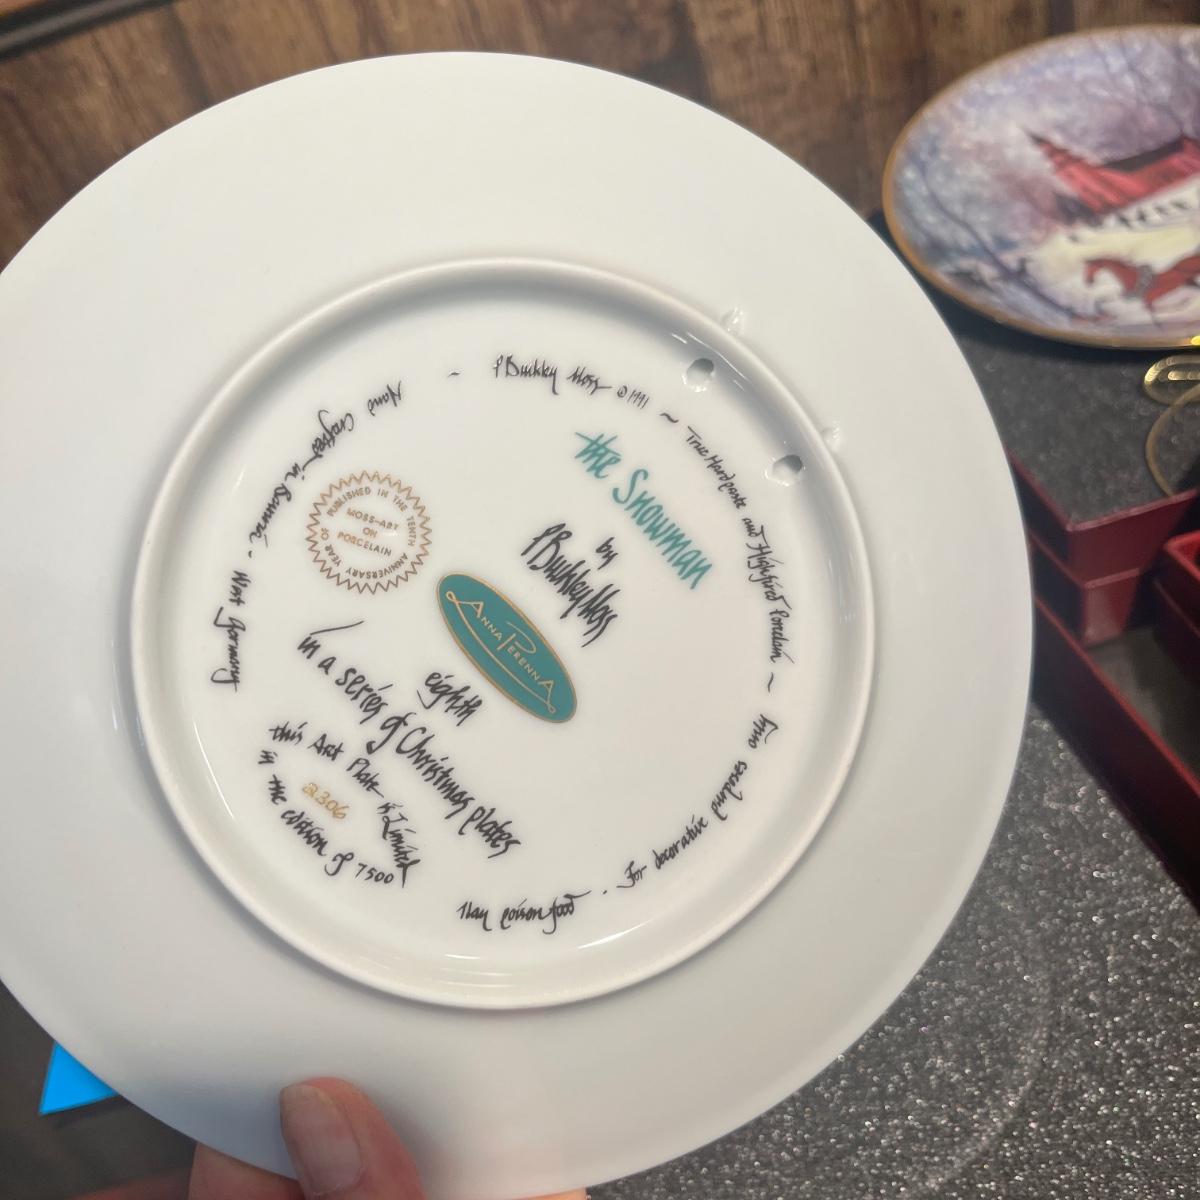 the Snowman
by
P Buckley Moss
ANNA PERENNA
eighth
in a series of Christmas plates
this Art Plate is Limited
2306
in the edition of 7500
PUBLISHED IN THE TENTH ANNIVERSARY YEAR OF
MOSS-ART
ON
PORCELAIN
Hand Crafted in Bavaria. West Germany
~ P Buckley Moss © 1991 ~ True Hardpaste and Highfired Porcelain ~
For decorative purposes only
May poison food.